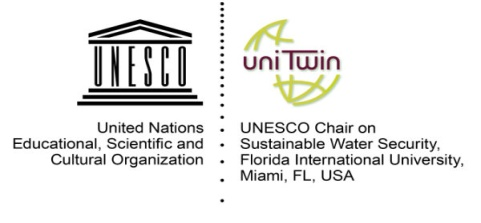 UNESCO
United Nations
Educational, Scientific and
Cultural Organization
uniTwin
UNESCO Chair on
Sustainable Water Security,
Florida International University,
Miami, FL, USA